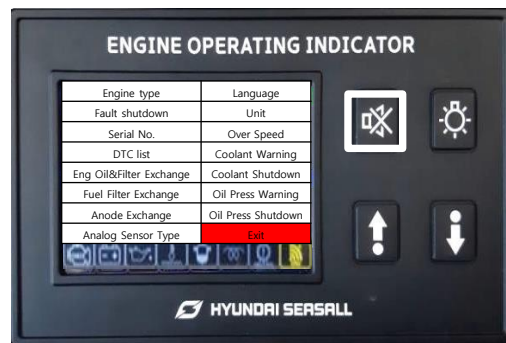 ENGINE OPERATING INDICATOR
Engine type Language
Fault shutdown Unit
Serial No. Over Speed
DTC list Coolant Warning
Eng Oil&Filter Exchange Coolant Shutdown
Fuel Filter Exchange Oil Press Warning
Anode Exchange Oil Press Shutdown
Analog Sensor Type Exit
HYUNDAI SEASALL